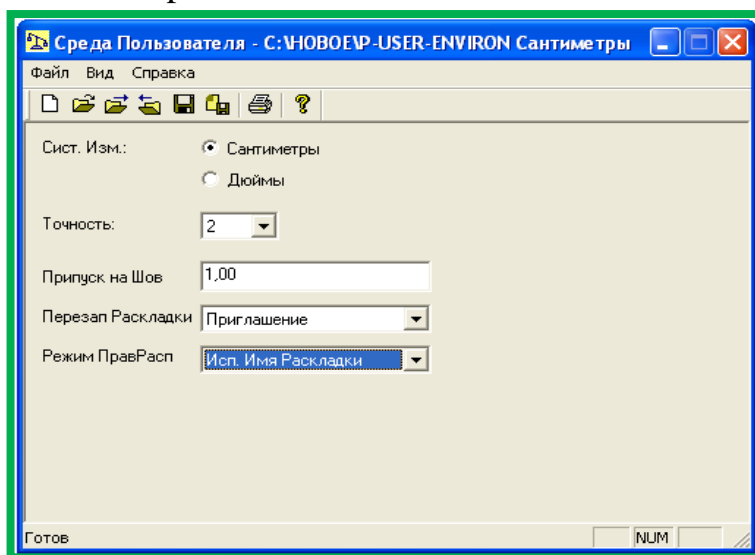 Среда Пользователя - C:\НОВОЕ\P-USER-ENVIRON Сантиметры
Файл Вид Справка
Сист. Изм.: Сантиметры
Дюймы
Точность: 2
Припуск на Шов 1,00
Перезап Раскладки Приглашение
Режим ПравРасп Исп. Имя Раскладки
Готов NUM